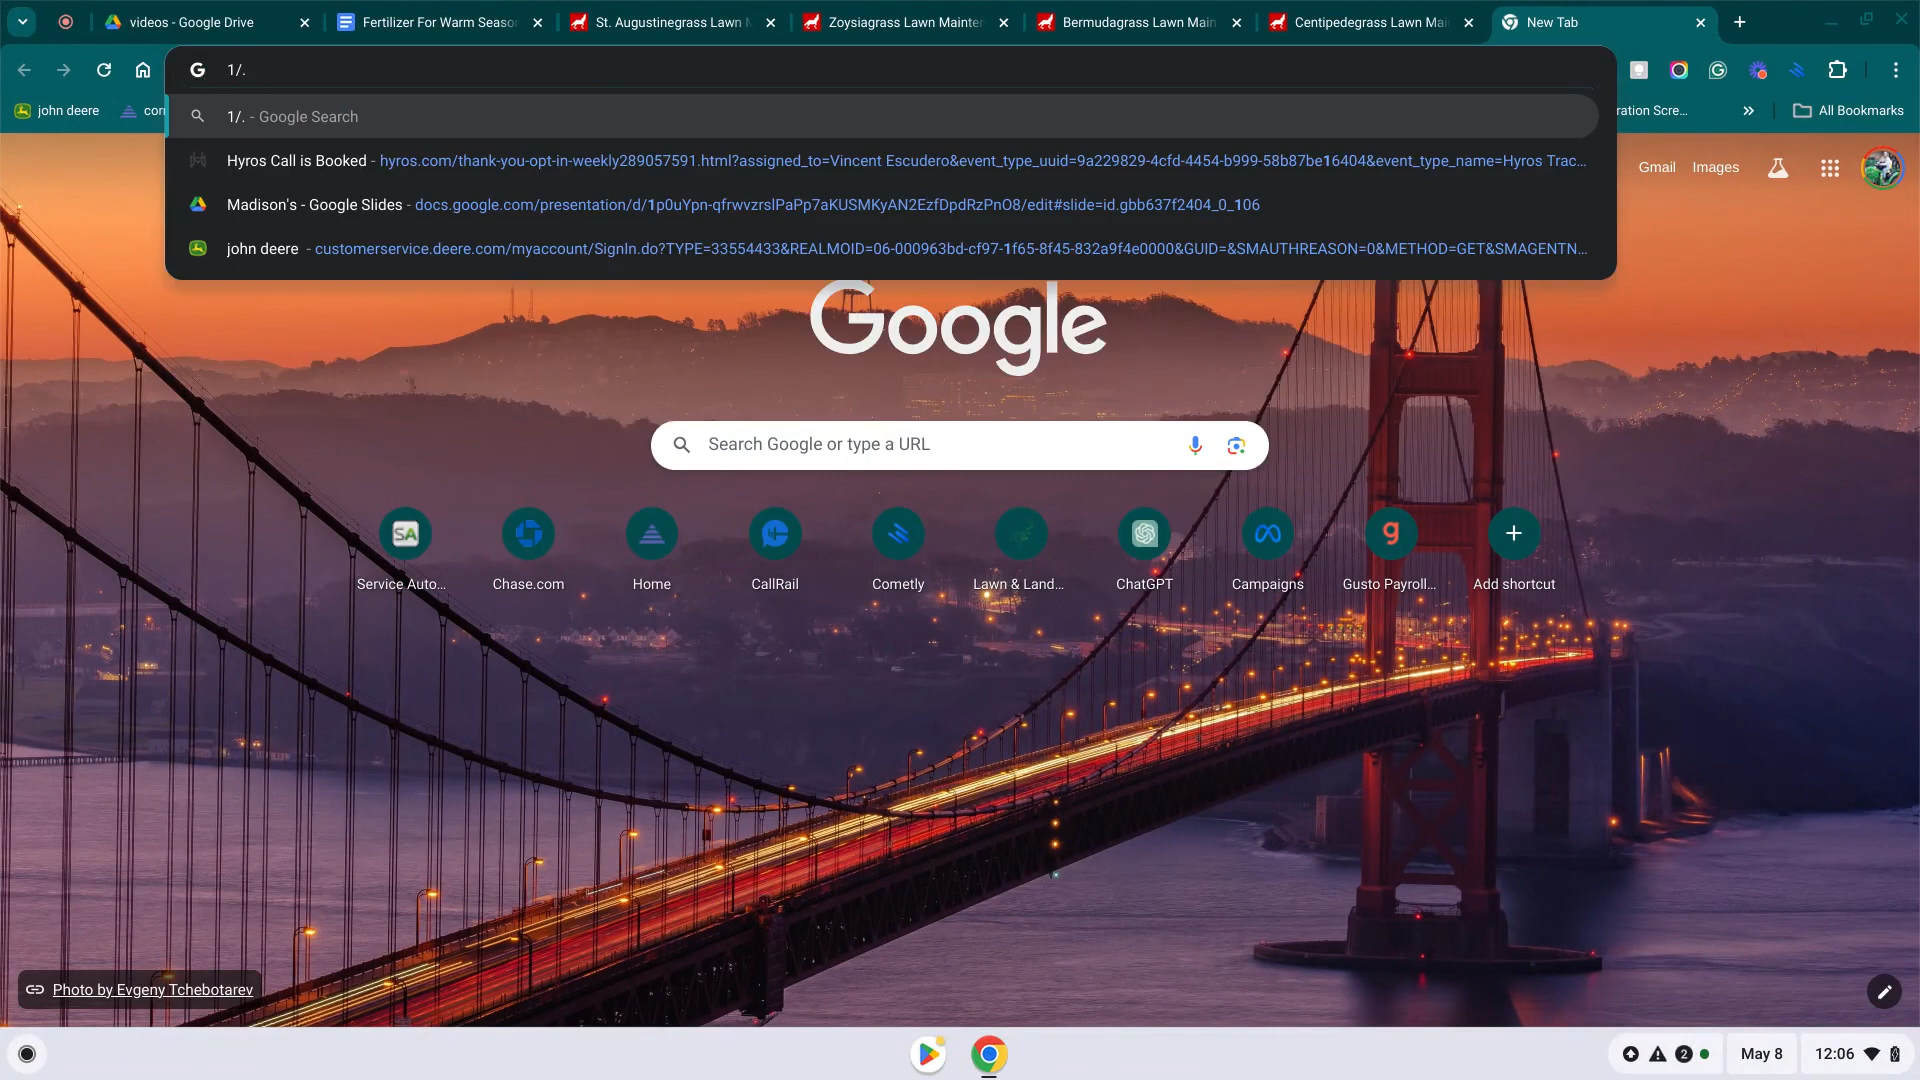 videos - Google Drive
Fertilizer For Warm Seaso
St. Augustinegrass Lawn M
Zoysiagrass Lawn Mainte
Bermudagrass Lawn Main
Centipedegrass Lawn Mai
New Tab
G 1/.
john deere
cor
ration Scre...
All Bookmarks
1/. - Google Search
Hyros Call is Booked - hyros.com/thank-you-opt-in-weekly289057591.html?assigned_to=Vincent Escudero&event_type_uuid=9a229829-4cfd-4454-b999-58b87be16404&event_type_name=Hyros Trac...
Madison's - Google Slides - docs.google.com/presentation/d/1p0uYpn-qfrwvzrslPaPp7aKUSMKyAN2EzfDpdRzPnO8/edit#slide=id.gbb637f2404_0_106
john deere - customerservice.deere.com/myaccount/SignIn.do?TYPE=33554433&REALMOID=06-000963bd-cf97-1f65-8f45-832a9f4e0000&GUID=&SMAUTHREASON=0&METHOD=GET&SMAGENTN...
Gmail Images
Google
Search Google or type a URL
SA
g
Service Auto...
Chase.com
Home
CallRail
Cometly
Lawn & Land...
ChatGPT
Campaigns
Gusto Payroll...
Add shortcut
Photo by Evgeny Tchebotarev
2
May 8
12:06